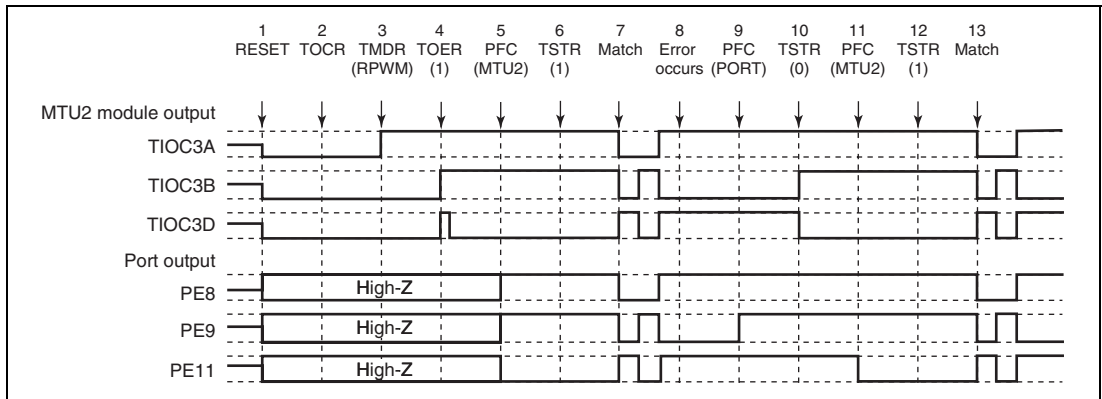 1 2 3 4 5 6 7 8 9 10 11 12 13
RESET TOCR TMDR TOER PFC TSTR Match Error PFC TSTR PFC TSTR Match
(RPWM) (1) (MTU2) (1) occurs (PORT) (0) (MTU2) (1)
MTU2 module output
TIOC3A
TIOC3B
TIOC3D
Port output
PE8 High-Z
PE9 High-Z
PE11 High-Z